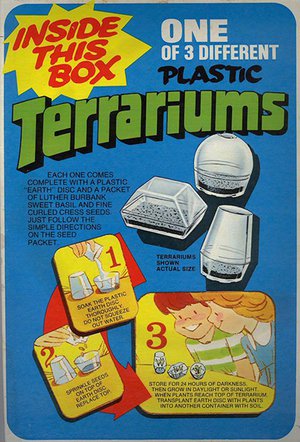 INSIDE
THIS
BOX
ONE
OF 3 DIFFERENT
PLASTIC
Terrariums
EACH ONE COMES
COMPLETE WITH A PLASTIC
"EARTH" DISC AND A PACKET
OF LUTHER BURBANK
SWEET BASIL AND FINE
CURLED CRESS SEEDS.
JUST FOLLOW THE
SIMPLE DIRECTIONS
ON THE SEED
PACKET.
TERRARIUMS
SHOWN
ACTUAL SIZE
1
SOAK THE PLASTIC
EARTH DISC
THOROUGHLY.
DO NOT SQUEEZE
OUT WATER.
2
SPRINKLE SEEDS
ON TOP OF
EARTH DISC
REPLACE TOP.
3
STORE FOR 24 HOURS OF DARKNESS,
THEN GROW IN DAYLIGHT OR SUNLIGHT.
WHEN PLANTS REACH TOP OF TERRARIUM,
TRANSPLANT EARTH DISC WITH PLANTS
INTO ANOTHER CONTAINER WITH SOIL.